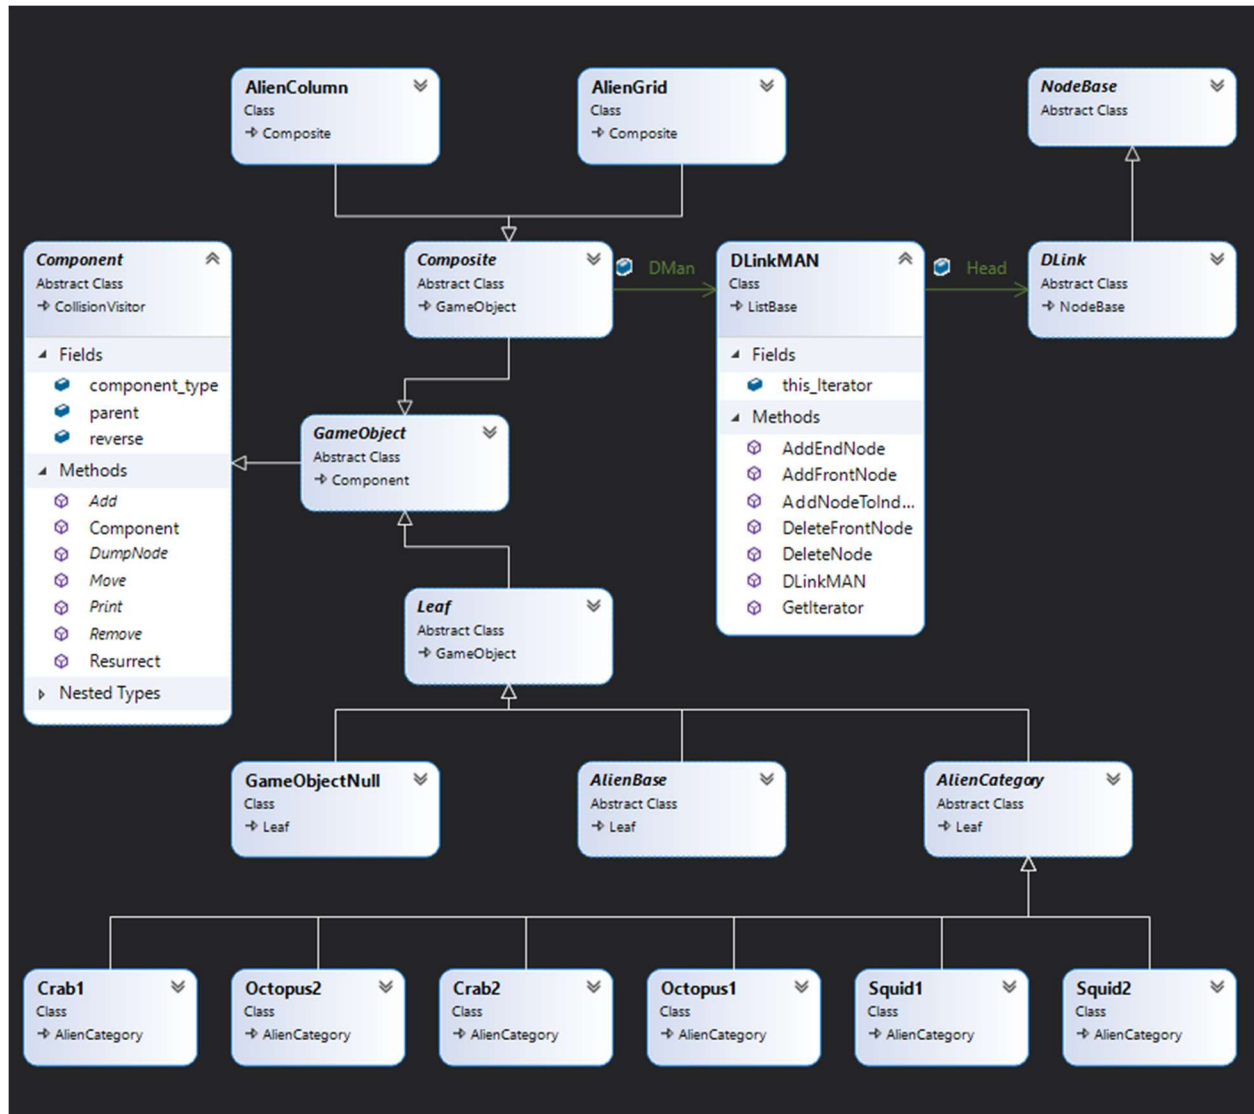 AlienColumn
Class
Composite
AlienGrid
Class
Composite
NodeBase
Abstract Class
Component
Abstract Class
CollisionVisitor
Fields
component_type
parent
reverse
Methods
Add
Component
DumpNode
Move
Print
Remove
Resurrect
Nested Types
Composite
Abstract Class
GameObject
DMan
DLinkMAN
Class
ListBase
Fields
this_Iterator
Methods
AddEndNode
AddFrontNode
AddNodeToInd...
DeleteFrontNode
DeleteNode
DLinkMAN
GetIterator
Head
DLink
Abstract Class
NodeBase
GameObject
Abstract Class
Component
Leaf
Abstract Class
GameObject
GameObjectNull
Class
Leaf
AlienBase
Abstract Class
Leaf
AlienCategory
Abstract Class
Leaf
Crab1
Class
AlienCategory
Octopus2
Class
AlienCategory
Crab2
Class
AlienCategory
Octopus1
Class
AlienCategory
Squid1
Class
AlienCategory
Squid2
Class
AlienCategory